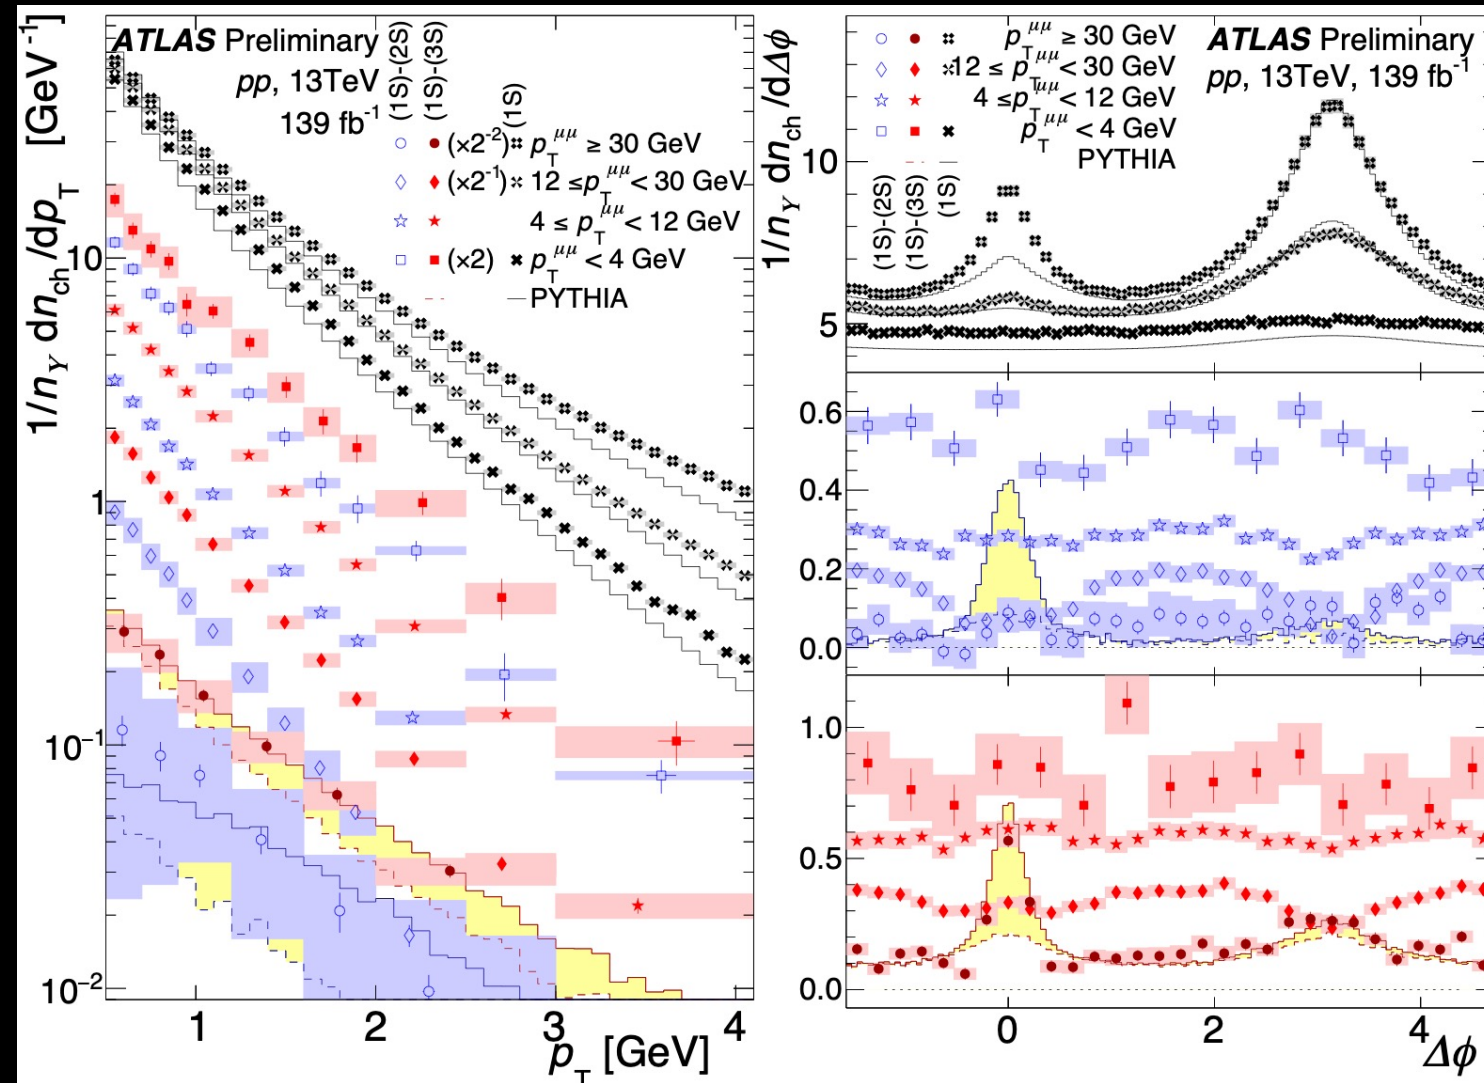 ATLAS Preliminary
pp, 13TeV
139 fb⁻¹
(1S)-(2S)
(1S)-(3S)
(1S)
(×2⁻²) p_T^μμ ≥ 30 GeV
(×2⁻¹) 12 ≤ p_T^μμ < 30 GeV
4 ≤ p_T^μμ < 12 GeV
(×2) p_T^μμ < 4 GeV
PYTHIA
1/n_Υ dn_ch/dp_T [GeV⁻¹]
10
1
10⁻¹
10⁻²
1 2 3 4
p_T [GeV]
p_T^μμ ≥ 30 GeV
12 ≤ p_T^μμ < 30 GeV
4 ≤ p_T^μμ < 12 GeV
p_T^μμ < 4 GeV
PYTHIA
ATLAS Preliminary
pp, 13TeV, 139 fb⁻¹
(1S)-(2S)
(1S)-(3S)
(1S)
1/n_Υ dn_ch/dΔϕ
10
5
0.6
0.4
0.2
0.0
1.0
0.5
0.0
0 2 4
Δϕ